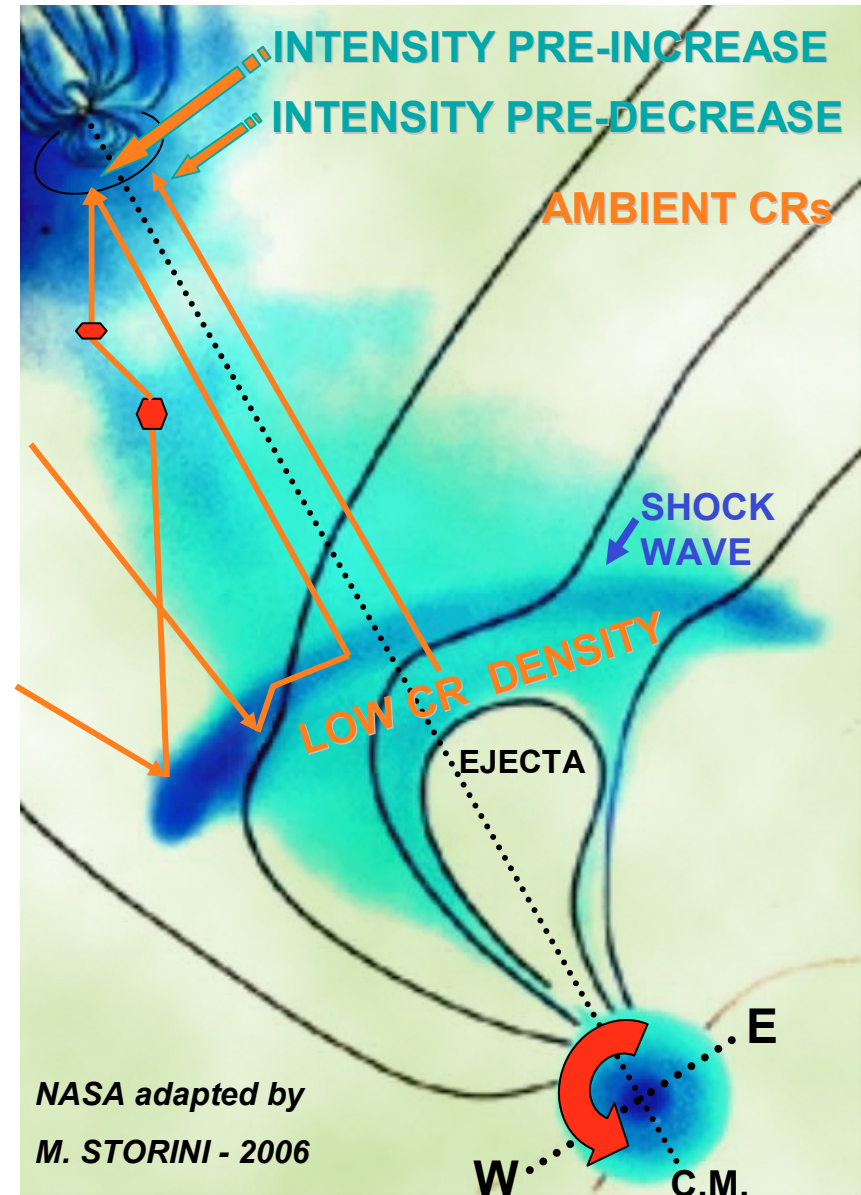 INTENSITY PRE-INCREASE
INTENSITY PRE-DECREASE
AMBIENT CRs
SHOCK
WAVE
LOW CR DENSITY
EJECTA
E
NASA adapted by
M. STORINI - 2006
W
C.M.